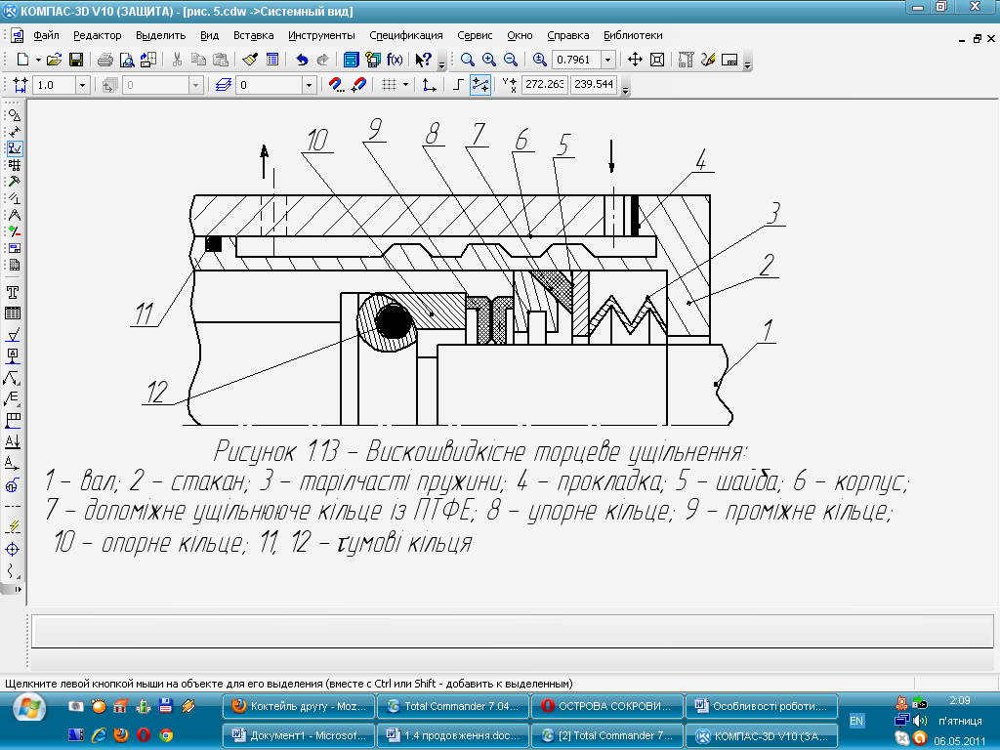 КОМПАС-3D V10 (ЗАЩИТА) - [рис. 5.cdw ->Системный вид]
Файл Редактор Выделить Вид Вставка Инструменты Спецификация Сервис Окно Справка Библиотеки
f(x) 0.7961
1.0 0 0 272.263 239.544
10 9 8 7 6 5 4
3
2
11
1
12
Рисунок 1.13 – Вискошвидкісне торцеве ущільнення:
1 – вал; 2 – стакан; 3 – тарілчасті пружини; 4 – прокладка; 5 – шайба; 6 – корпус;
7 – допоміжне ущільнююче кільце із ПТФЕ; 8 – упорне кільце; 9 – проміжне кільце;
10 – опорне кільце; 11, 12 – τумові кільця
Щелкните левой кнопкой мыши на объекте для его выделения (вместе с Ctrl или Shift - добавить к выделенным)
Коктейль другу - Moz... Total Commander 7.04... ОСТРОВА СОКРОВИ... Особливості роботи.... 2:09
EN п'ятниця
Документ1 - Microsof... 1.4 продовження.doc... [2] Total Commander 7... КОМПАС-3D V10 (ЗА... 06.05.2011